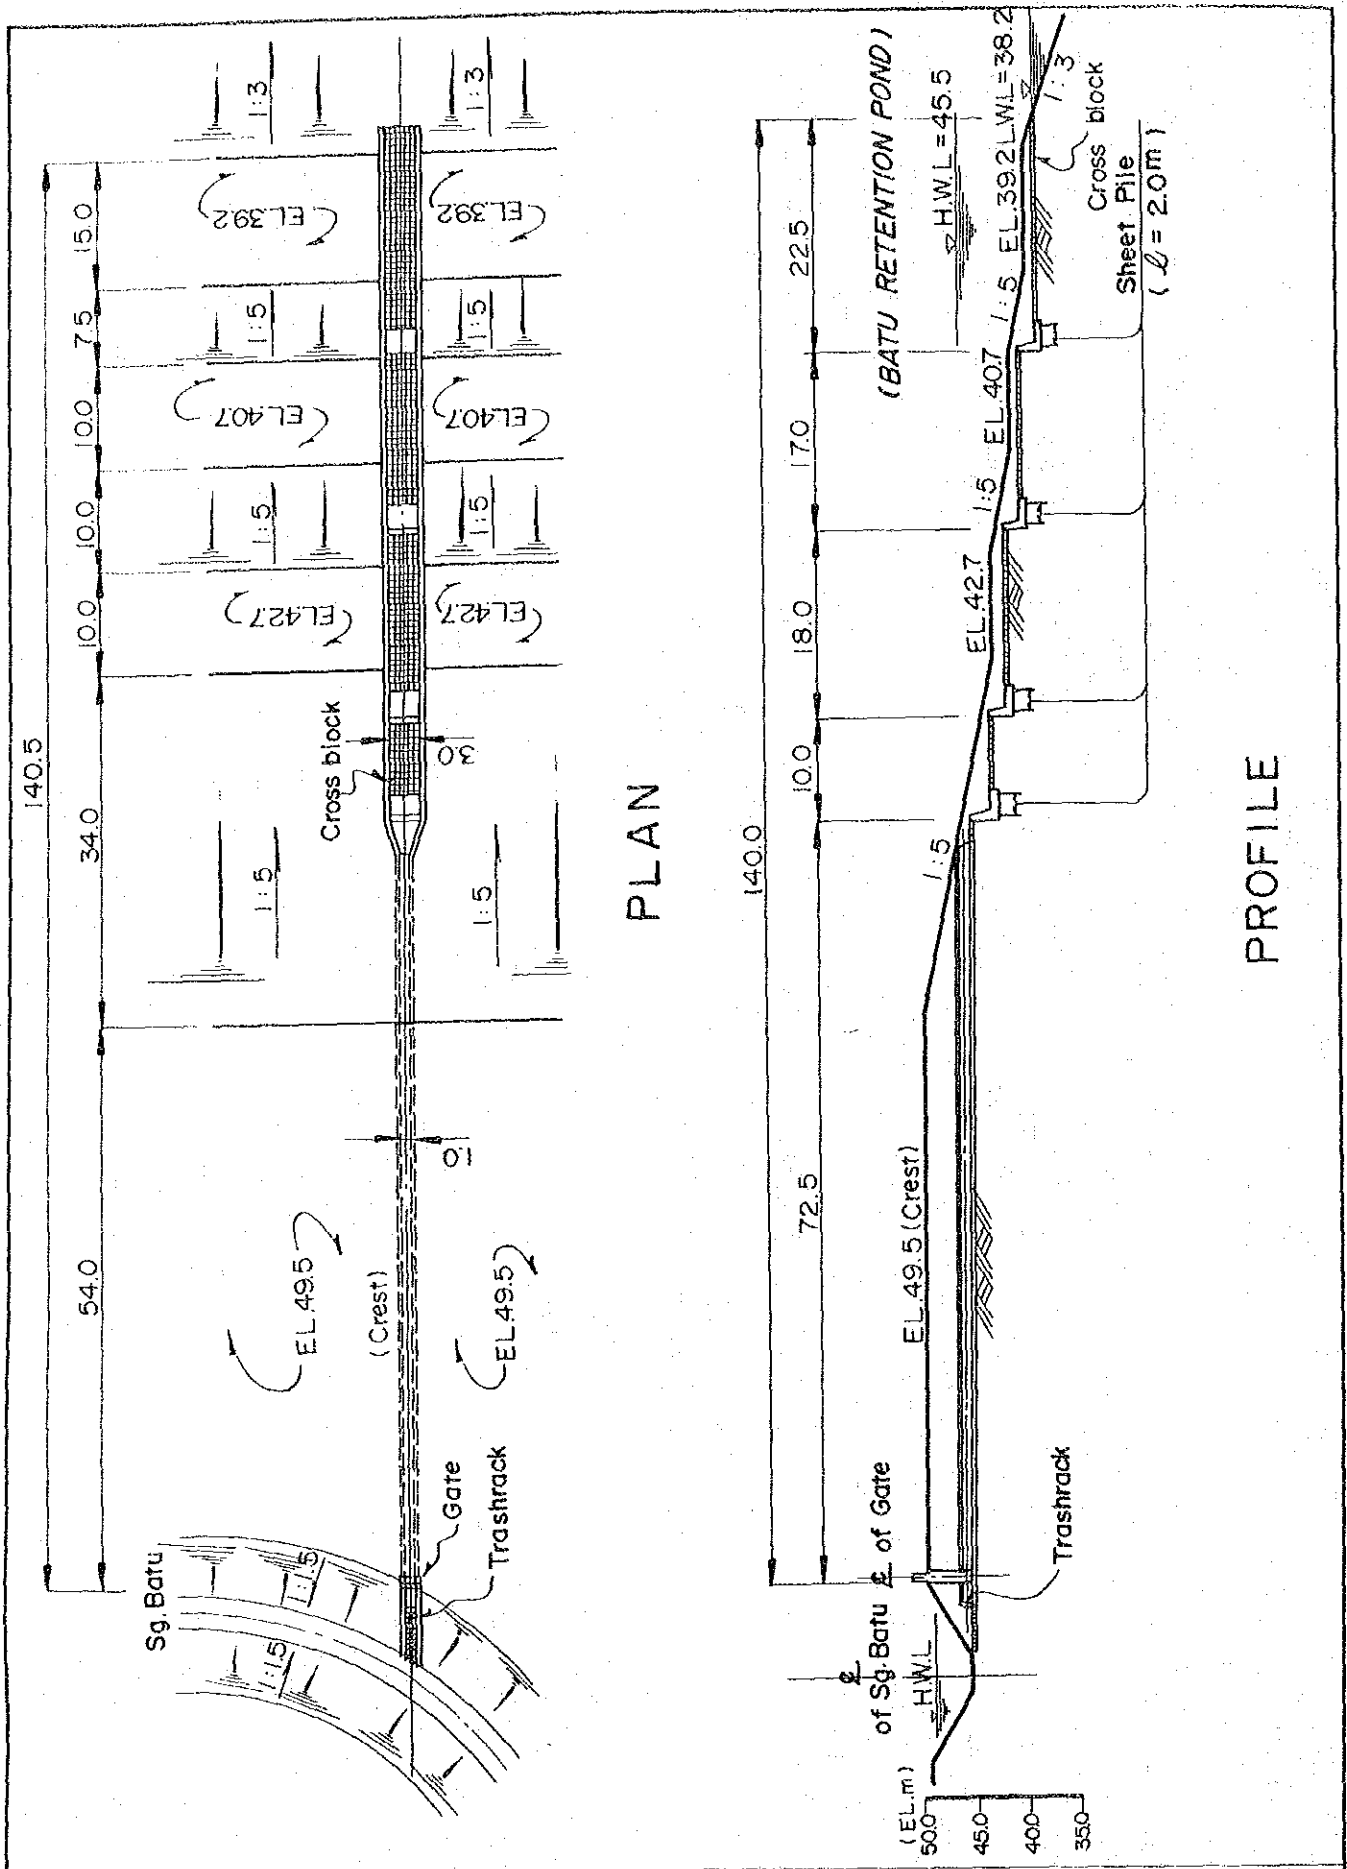 140.5
54.0
34.0
10.0
10.0
10.0
7.5
15.0
Sg. Batu
1:1.5
1:1.5
EL.49.5
(Crest)
EL.49.5
Gate
Trashrack
1.0
1:5
1:5
Cross block
3.0
EL.42.7
EL.42.7
1:5
1:5
EL.40.7
EL.40.7
1:5
1:5
EL.39.2
EL.39.2
1:3
1:3
PLAN
140.0
72.5
10.0
18.0
17.0
22.5
(BATU RETENTION POND)
℄ of Sg. Batu
℄ of Gate
H.W.L
EL.49.5 (Crest)
1:5
EL.42.7
1:5
EL.40.7
1:5
EL.39.2
L.W.L=38.2
H.W.L=45.5
1:3
Cross block
Sheet Pile
(ℓ = 2.0m)
Trashrack
(EL.m)
50.0
45.0
40.0
35.0
PROFILE